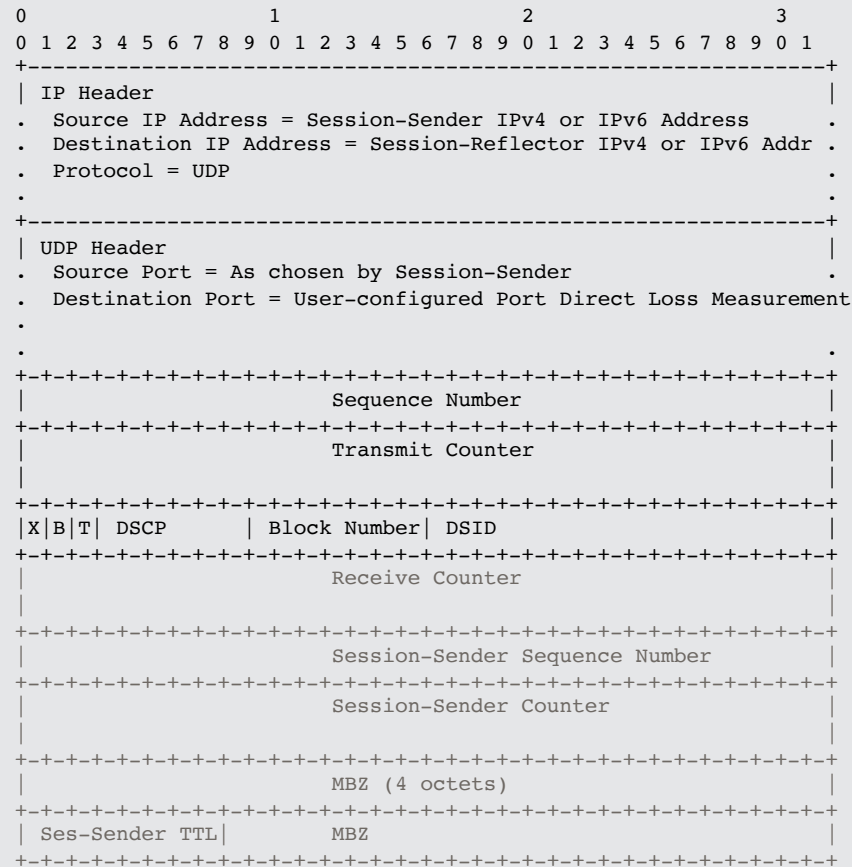 0                   1                   2                   3
0 1 2 3 4 5 6 7 8 9 0 1 2 3 4 5 6 7 8 9 0 1 2 3 4 5 6 7 8 9 0 1
+---------------------------------------------------------------+
| IP Header                                                     |
.  Source IP Address = Session-Sender IPv4 or IPv6 Address      .
.  Destination IP Address = Session-Reflector IPv4 or IPv6 Addr .
.  Protocol = UDP                                               .
.                                                               .
+---------------------------------------------------------------+
| UDP Header                                                    |
.  Source Port = As chosen by Session-Sender                    .
.  Destination Port = User-configured Port Direct Loss Measurement
.
.                                                               .
+-+-+-+-+-+-+-+-+-+-+-+-+-+-+-+-+-+-+-+-+-+-+-+-+-+-+-+-+-+-+-+-+
|                        Sequence Number                        |
+-+-+-+-+-+-+-+-+-+-+-+-+-+-+-+-+-+-+-+-+-+-+-+-+-+-+-+-+-+-+-+-+
|                        Transmit Counter                       |
|                                                               |
+-+-+-+-+-+-+-+-+-+-+-+-+-+-+-+-+-+-+-+-+-+-+-+-+-+-+-+-+-+-+-+-+
|X|B|T| DSCP      | Block Number| DSID                          |
+-+-+-+-+-+-+-+-+-+-+-+-+-+-+-+-+-+-+-+-+-+-+-+-+-+-+-+-+-+-+-+-+
|                        Receive Counter                        |
|                                                               |
+-+-+-+-+-+-+-+-+-+-+-+-+-+-+-+-+-+-+-+-+-+-+-+-+-+-+-+-+-+-+-+-+
|                        Session-Sender Sequence Number         |
+-+-+-+-+-+-+-+-+-+-+-+-+-+-+-+-+-+-+-+-+-+-+-+-+-+-+-+-+-+-+-+-+
|                        Session-Sender Counter                 |
|                                                               |
+-+-+-+-+-+-+-+-+-+-+-+-+-+-+-+-+-+-+-+-+-+-+-+-+-+-+-+-+-+-+-+-+
|                        MBZ (4 octets)                         |
+-+-+-+-+-+-+-+-+-+-+-+-+-+-+-+-+-+-+-+-+-+-+-+-+-+-+-+-+-+-+-+-+
| Ses-Sender TTL|        MBZ                                    |
+-+-+-+-+-+-+-+-+-+-+-+-+-+-+-+-+-+-+-+-+-+-+-+-+-+-+-+-+-+-+-+-+